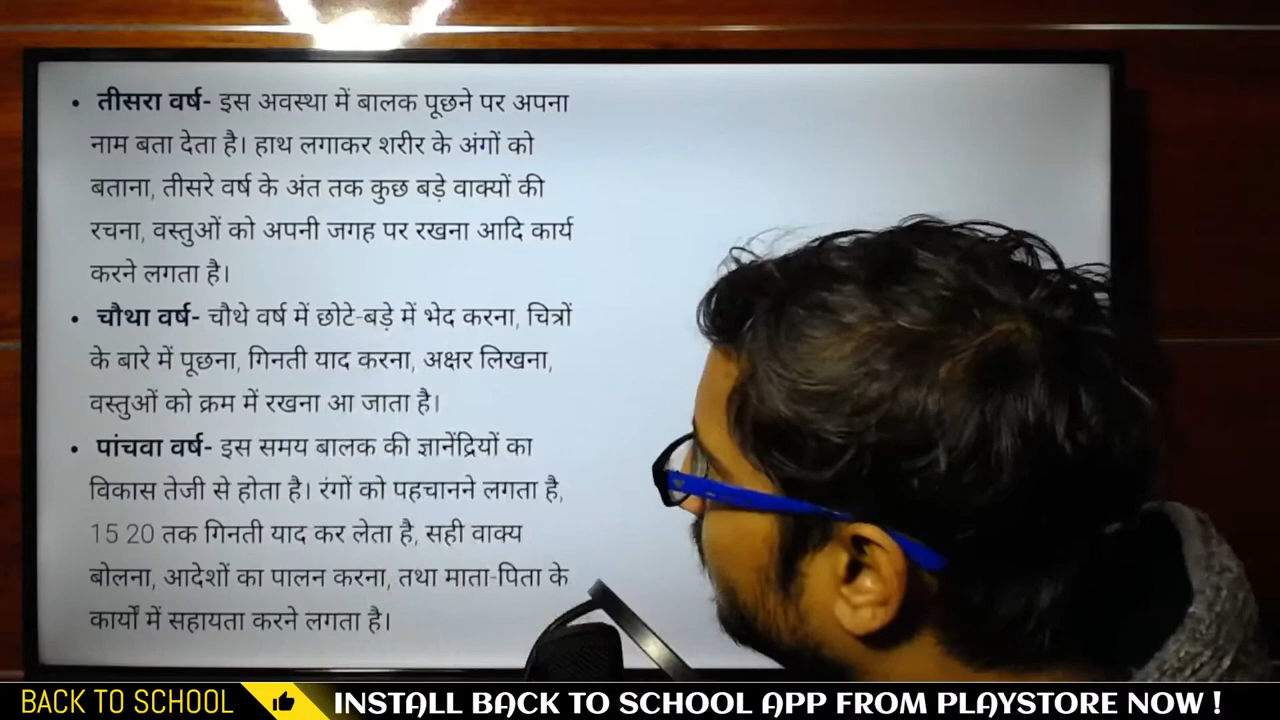 • तीसरा वर्ष- इस अवस्था में बालक पूछने पर अपना
नाम बता देता है। हाथ लगाकर शरीर के अंगों को
बताना, तीसरे वर्ष के अंत तक कुछ बड़े वाक्यों की
रचना, वस्तुओं को अपनी जगह पर रखना आदि कार्य
करने लगता है।
• चौथा वर्ष- चौथे वर्ष में छोटे-बड़े में भेद करना, चित्रों
के बारे में पूछना, गिनती याद करना, अक्षर लिखना,
वस्तुओं को क्रम में रखना आ जाता है।
• पांचवा वर्ष- इस समय बालक की ज्ञानेंद्रियों का
विकास तेजी से होता है। रंगों को पहचानने लगता है,
15 20 तक गिनती याद कर लेता है, सही वाक्य
बोलना, आदेशों का पालन करना, तथा माता-पिता के
कार्यों में सहायता करने लगता है।
BACK TO SCHOOL
INSTALL BACK TO SCHOOL APP FROM PLAYSTORE NOW !